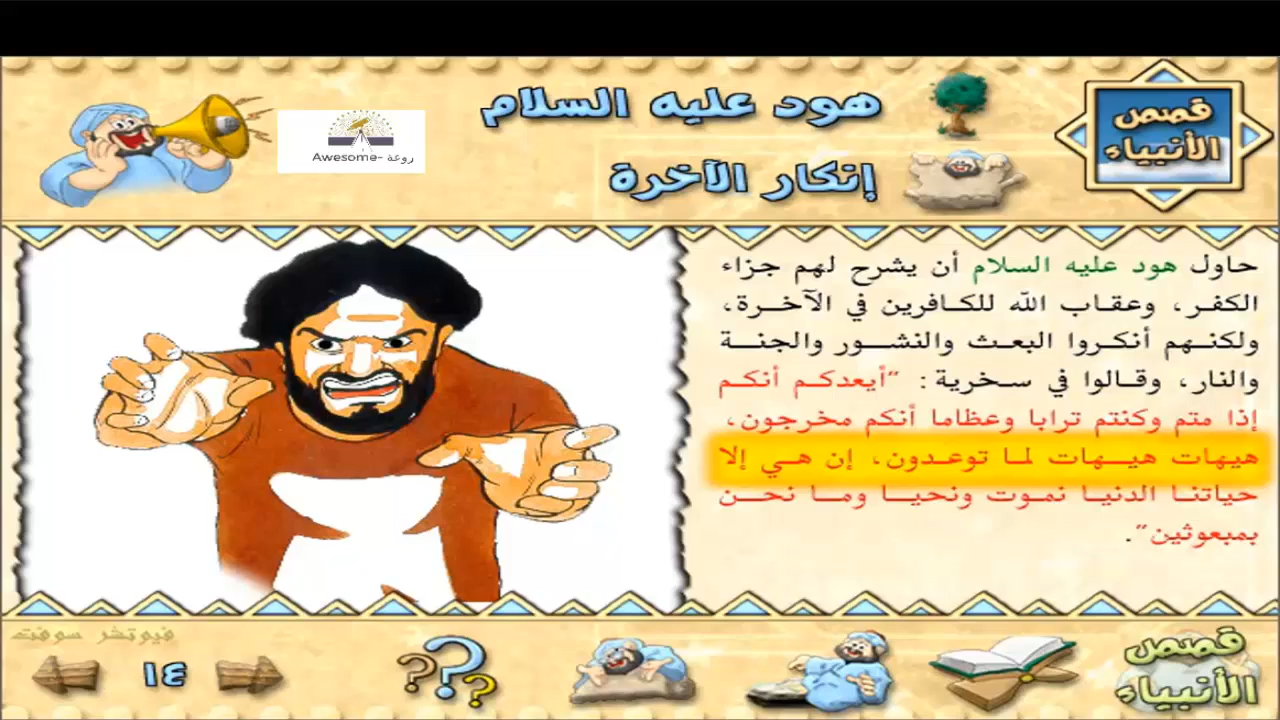 هود عليه السلام
إنكار الآخرة
قصص
الأنبياء
Awesome- روعة
حاول هود عليه السلام أن يشرح لهم جزاء
الكفر، وعقاب الله للكافرين في الآخرة،
ولكنهم أنكروا البعث والنشور والجنة
والنار، وقالوا في سخرية: "أيعدكم أنكم
إذا متم وكنتم ترابا وعظاما أنكم مخرجون،
هيهات هيهات لما توعدون، إن هي إلا
حياتنا الدنيا نموت ونحيا وما نحن
بمبعوثين".
فيوتشر سوفت
١٤
???
قصص
الأنبياء